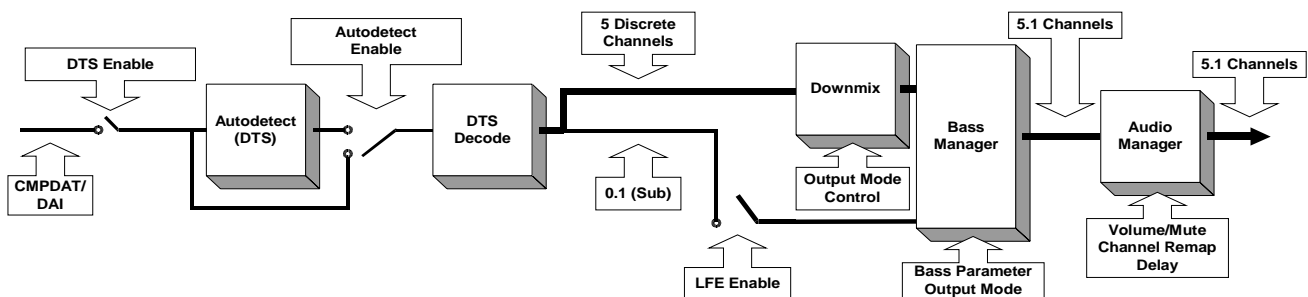 DTS Enable
Autodetect
Enable
5 Discrete
Channels
5.1 Channels
5.1 Channels
Autodetect
(DTS)
DTS
Decode
Downmix
Bass
Manager
Audio
Manager
CMPDAT/
DAI
0.1 (Sub)
Output Mode
Control
LFE Enable
Bass Parameter
Output Mode
Volume/Mute
Channel Remap
Delay